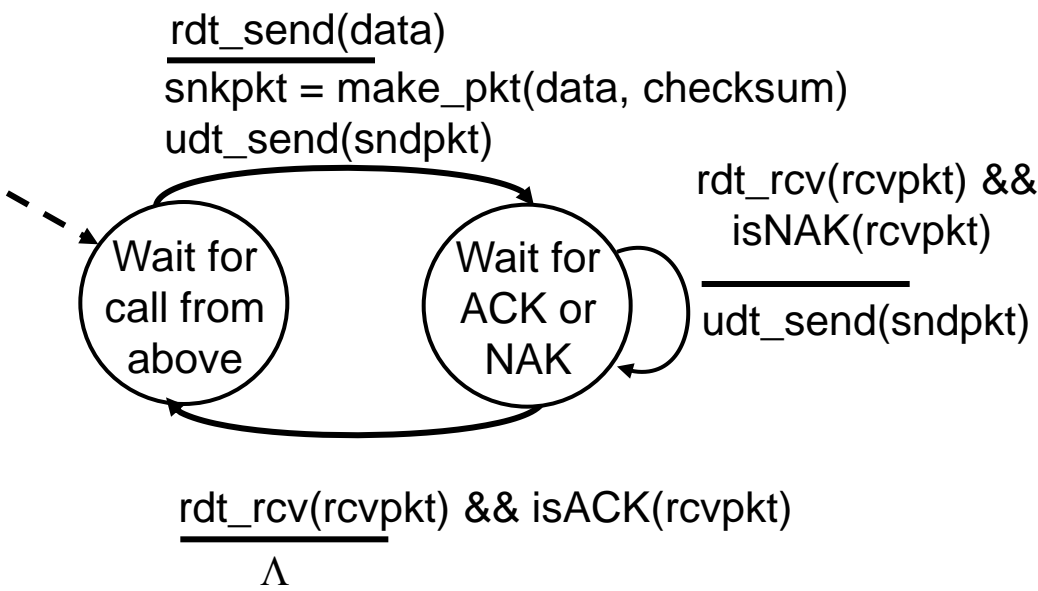 rdt_send(data)
snkpkt = make_pkt(data, checksum)
udt_send(sndpkt)
rdt_rcv(rcvpkt) &&
isNAK(rcvpkt)
udt_send(sndpkt)
Wait for
call from
above
Wait for
ACK or
NAK
rdt_rcv(rcvpkt) && isACK(rcvpkt)
Λ